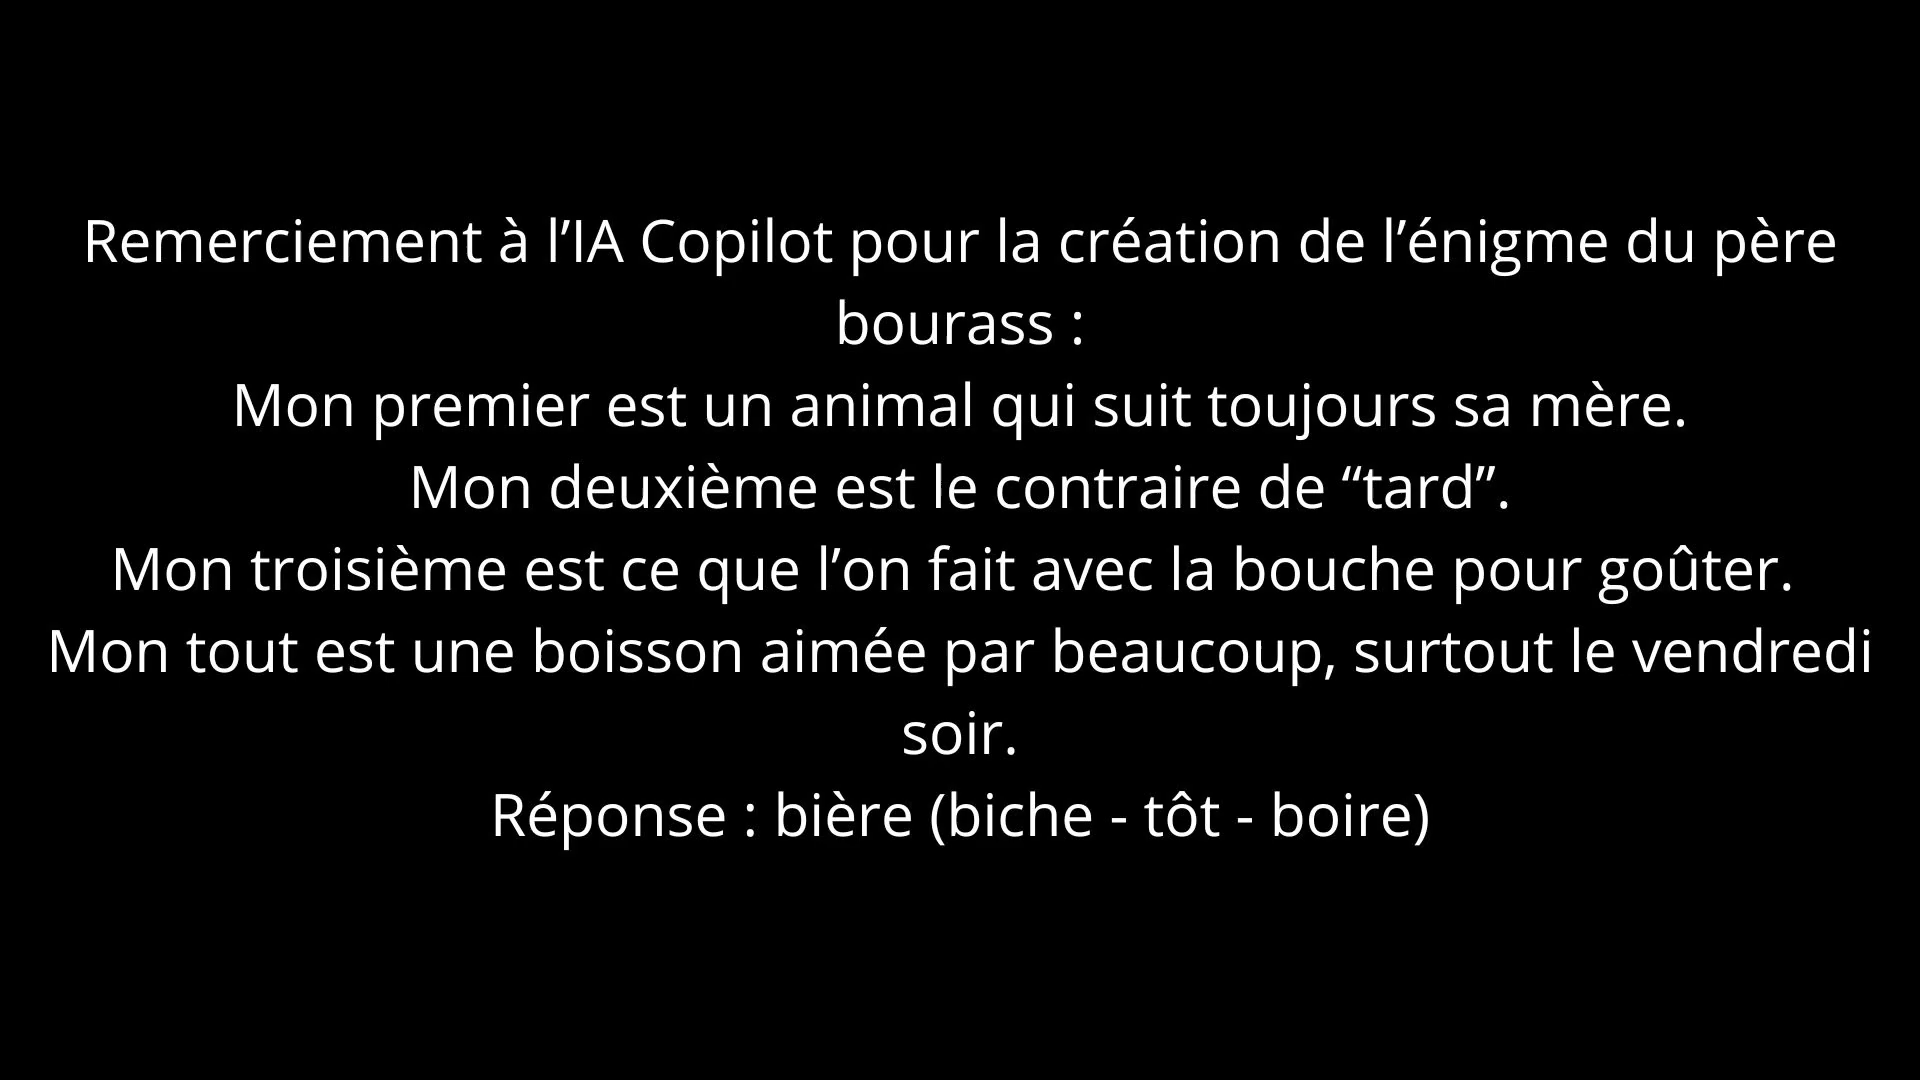 Remerciement à l’IA Copilot pour la création de l’énigme du père
bourass :
Mon premier est un animal qui suit toujours sa mère.
Mon deuxième est le contraire de “tard”.
Mon troisième est ce que l’on fait avec la bouche pour goûter.
Mon tout est une boisson aimée par beaucoup, surtout le vendredi
soir.
Réponse : bière (biche - tôt - boire)